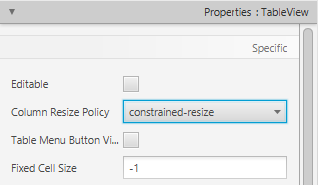 Properties : TableView
Specific
Editable
Column Resize Policy constrained-resize
Table Menu Button Vi...
Fixed Cell Size -1